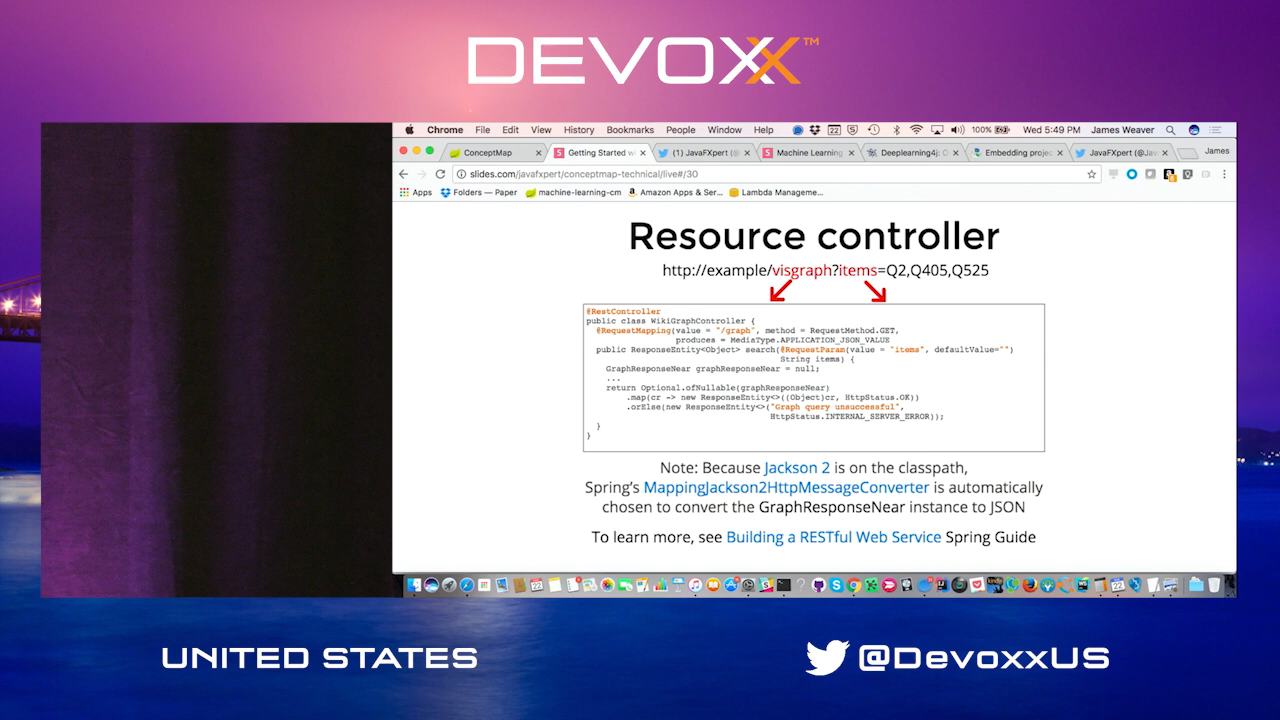 DEVOXX™
Chrome File Edit View History Bookmarks People Window Help 100% Wed 5:49 PM James Weaver
ConceptMap
Getting Started w
(1) JavaFXpert (@
Machine Learning
Deeplearning4j: O
Embedding projec
JavaFXpert (@Jav
James
slides.com/javafxpert/conceptmap-technical/live#/30
Apps Folders — Paper machine-learning-cm Amazon Apps & Ser... Lambda Manageme...
Resource controller
http://example/visgraph?items=Q2,Q405,Q525
@RestController
public class WikiGraphController {
@RequestMapping(value = "/graph", method = RequestMethod.GET,
produces = MediaType.APPLICATION_JSON_VALUE
public ResponseEntity<Object> search(@RequestParam(value = "items", defaultValue="")
String items) {
GraphResponseNear graphResponseNear = null;
...
return Optional.ofNullable(graphResponseNear)
.map(cr -> new ResponseEntity<>((Object)cr, HttpStatus.OK))
.orElse(new ResponseEntity<>("Graph query unsuccessful",
HttpStatus.INTERNAL_SERVER_ERROR));
}
}
Note: Because Jackson 2 is on the classpath,
Spring's MappingJackson2HttpMessageConverter is automatically
chosen to convert the GraphResponseNear instance to JSON
To learn more, see Building a RESTful Web Service Spring Guide
UNITED STATES
@DevoxxUS